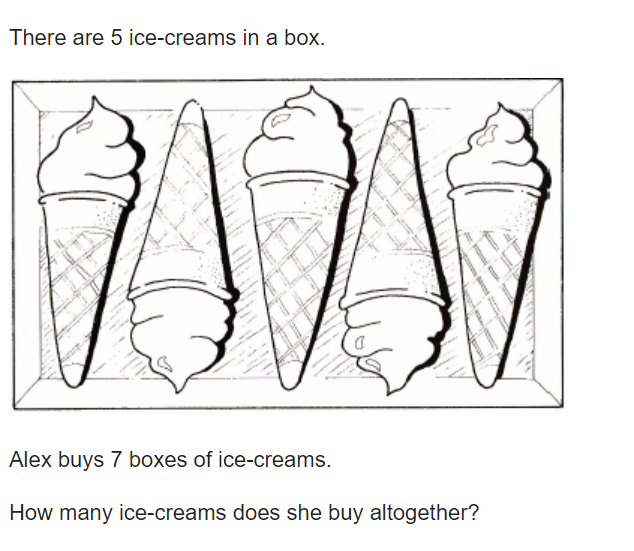 There are 5 ice-creams in a box.
Alex buys 7 boxes of ice-creams.
How many ice-creams does she buy altogether?